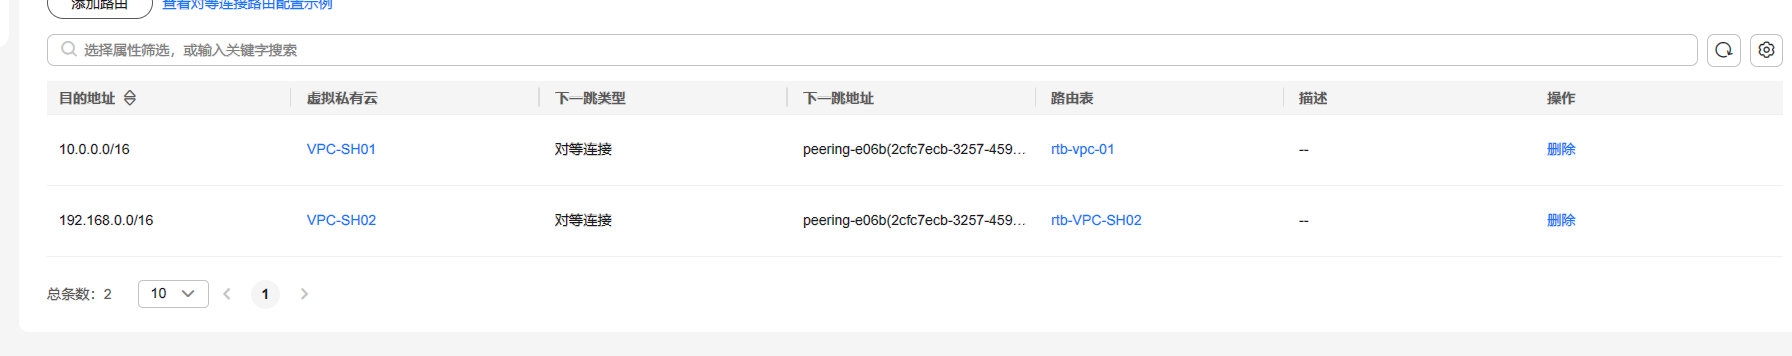 添加路由 查看对等连接路由配置示例
选择属性筛选，或输入关键字搜索
目的地址 虚拟私有云 下一跳类型 下一跳地址 路由表 描述 操作
10.0.0.0/16 VPC-SH01 对等连接 peering-e06b(2cfc7ecb-3257-459... rtb-vpc-01 -- 删除
192.168.0.0/16 VPC-SH02 对等连接 peering-e06b(2cfc7ecb-3257-459... rtb-VPC-SH02 -- 删除
总条数：2 10 1